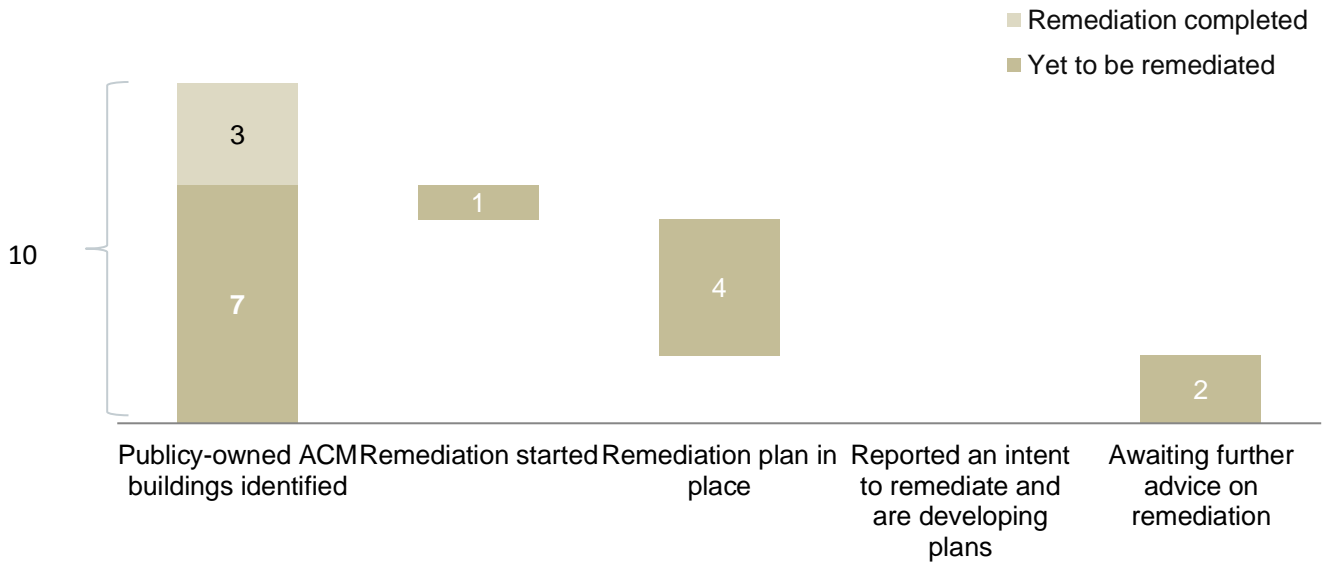 Remediation completed
Yet to be remediated
10
3
7
1
4
2
Publicy-owned ACM
buildings identified
Remediation started
Remediation plan in
place
Reported an intent
to remediate and
are developing
plans
Awaiting further
advice on
remediation